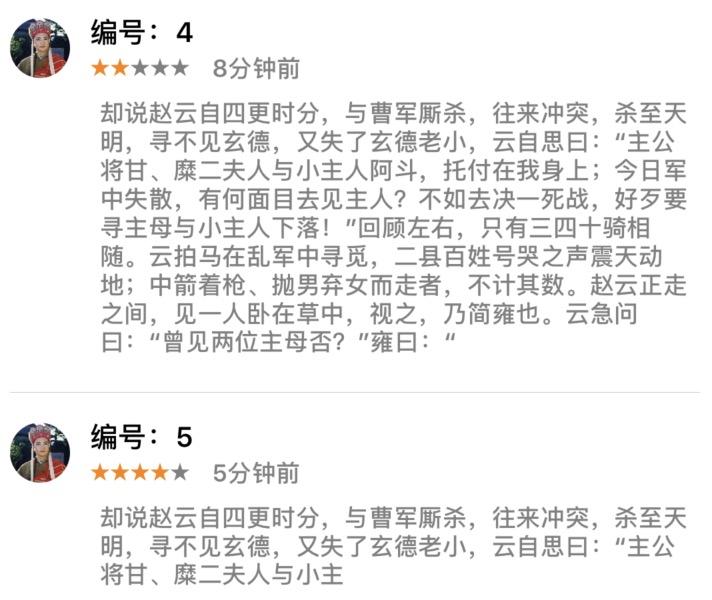 编号：4
8分钟前
却说赵云自四更时分，与曹军厮杀，往来冲突，杀至天
明，寻不见玄德，又失了玄德老小，云自思曰：“主公
将甘、糜二夫人与小主人阿斗，托付在我身上；今日军
中失散，有何面目去见主人？不如去决一死战，好歹要
寻主母与小主人下落！”回顾左右，只有三四十骑相
随。云拍马在乱军中寻觅，二县百姓号哭之声震天动
地；中箭着枪、抛男弃女而走者，不计其数。赵云正走
之间，见一人卧在草中，视之，乃简雍也。云急问
曰：“曾见两位主母否？”雍曰：“
编号：5
5分钟前
却说赵云自四更时分，与曹军厮杀，往来冲突，杀至天
明，寻不见玄德，又失了玄德老小，云自思曰：“主公
将甘、糜二夫人与小主